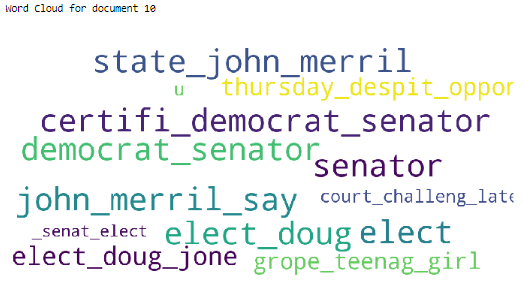 Word Cloud for document 10
state_john_merril
u thursday_despit_oppon
certifi_democrat_senator
democrat_senator
senator
john_merril_say court_challeng_late
_senat_elect elect_doug elect
elect_doug_jone grope_teenag_girl